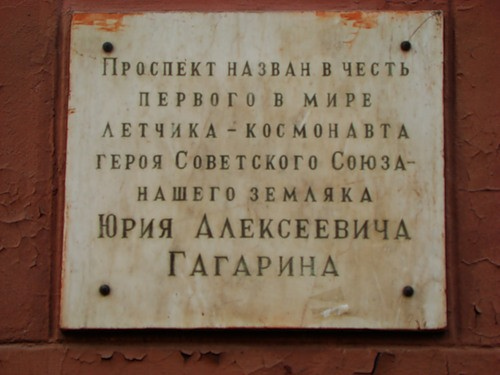 Проспект назван в честь
первого в мире
летчика – космонавта
героя Советского Союза –
нашего земляка
Юрия Алексеевича
Гагарина